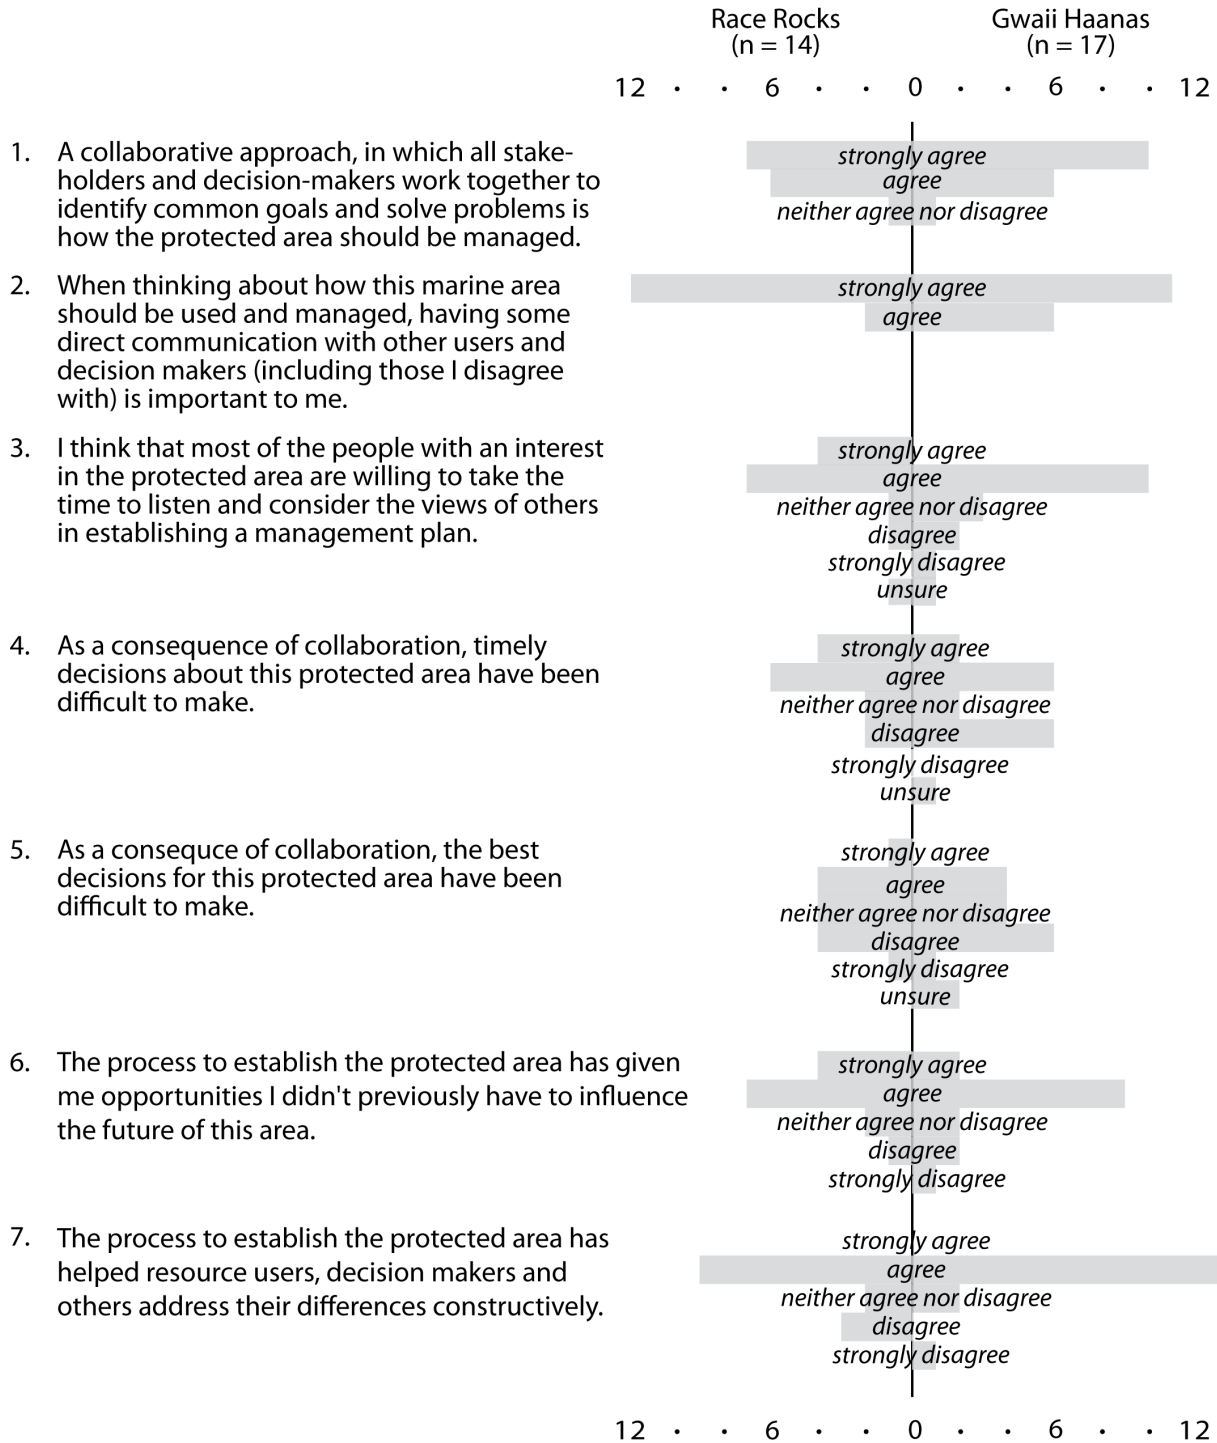 Race Rocks
(n = 14)
Gwaii Haanas
(n = 17)
12 · · 6 · · 0 · · 6 · · 12
1. A collaborative approach, in which all stake-
holders and decision-makers work together to
identify common goals and solve problems is
how the protected area should be managed.
strongly agree
agree
neither agree nor disagree
2. When thinking about how this marine area
should be used and managed, having some
direct communication with other users and
decision makers (including those I disagree
with) is important to me.
strongly agree
agree
3. I think that most of the people with an interest
in the protected area are willing to take the
time to listen and consider the views of others
in establishing a management plan.
strongly agree
agree
neither agree nor disagree
disagree
strongly disagree
unsure
4. As a consequence of collaboration, timely
decisions about this protected area have been
difficult to make.
strongly agree
agree
neither agree nor disagree
disagree
strongly disagree
unsure
5. As a consequce of collaboration, the best
decisions for this protected area have been
difficult to make.
strongly agree
agree
neither agree nor disagree
disagree
strongly disagree
unsure
6. The process to establish the protected area has given
me opportunities I didn't previously have to influence
the future of this area.
strongly agree
agree
neither agree nor disagree
disagree
strongly disagree
7. The process to establish the protected area has
helped resource users, decision makers and
others address their differences constructively.
strongly agree
agree
neither agree nor disagree
disagree
strongly disagree
12 · · 6 · · 0 · · 6 · · 12